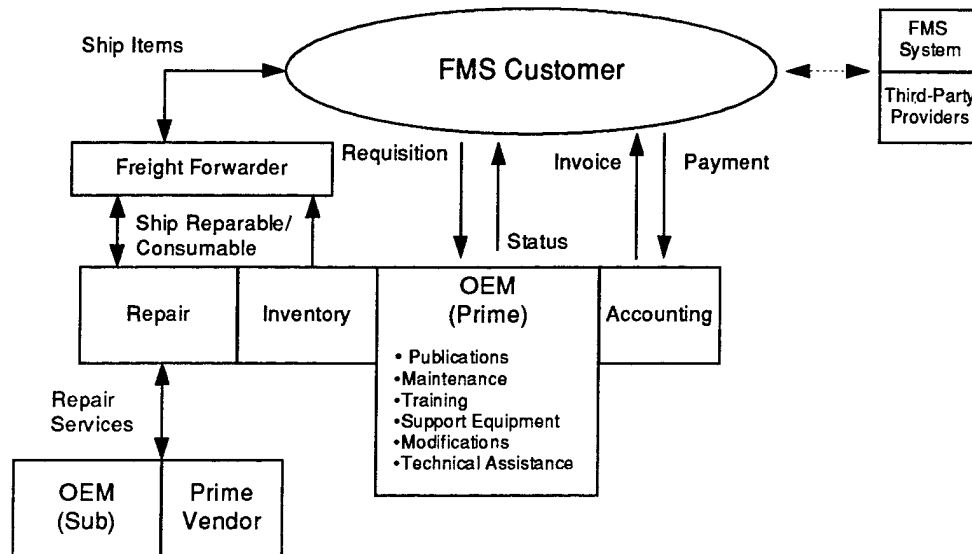 Ship Items
FMS Customer
FMS
System
Third-Party
Providers
Freight Forwarder
Requisition
Invoice
Payment
Ship Reparable/
Consumable
Status
Repair
Inventory
OEM
(Prime)
• Publications
•Maintenance
•Training
•Support Equipment
•Modifications
•Technical Assistance
Accounting
Repair
Services
OEM
(Sub)
Prime
Vendor